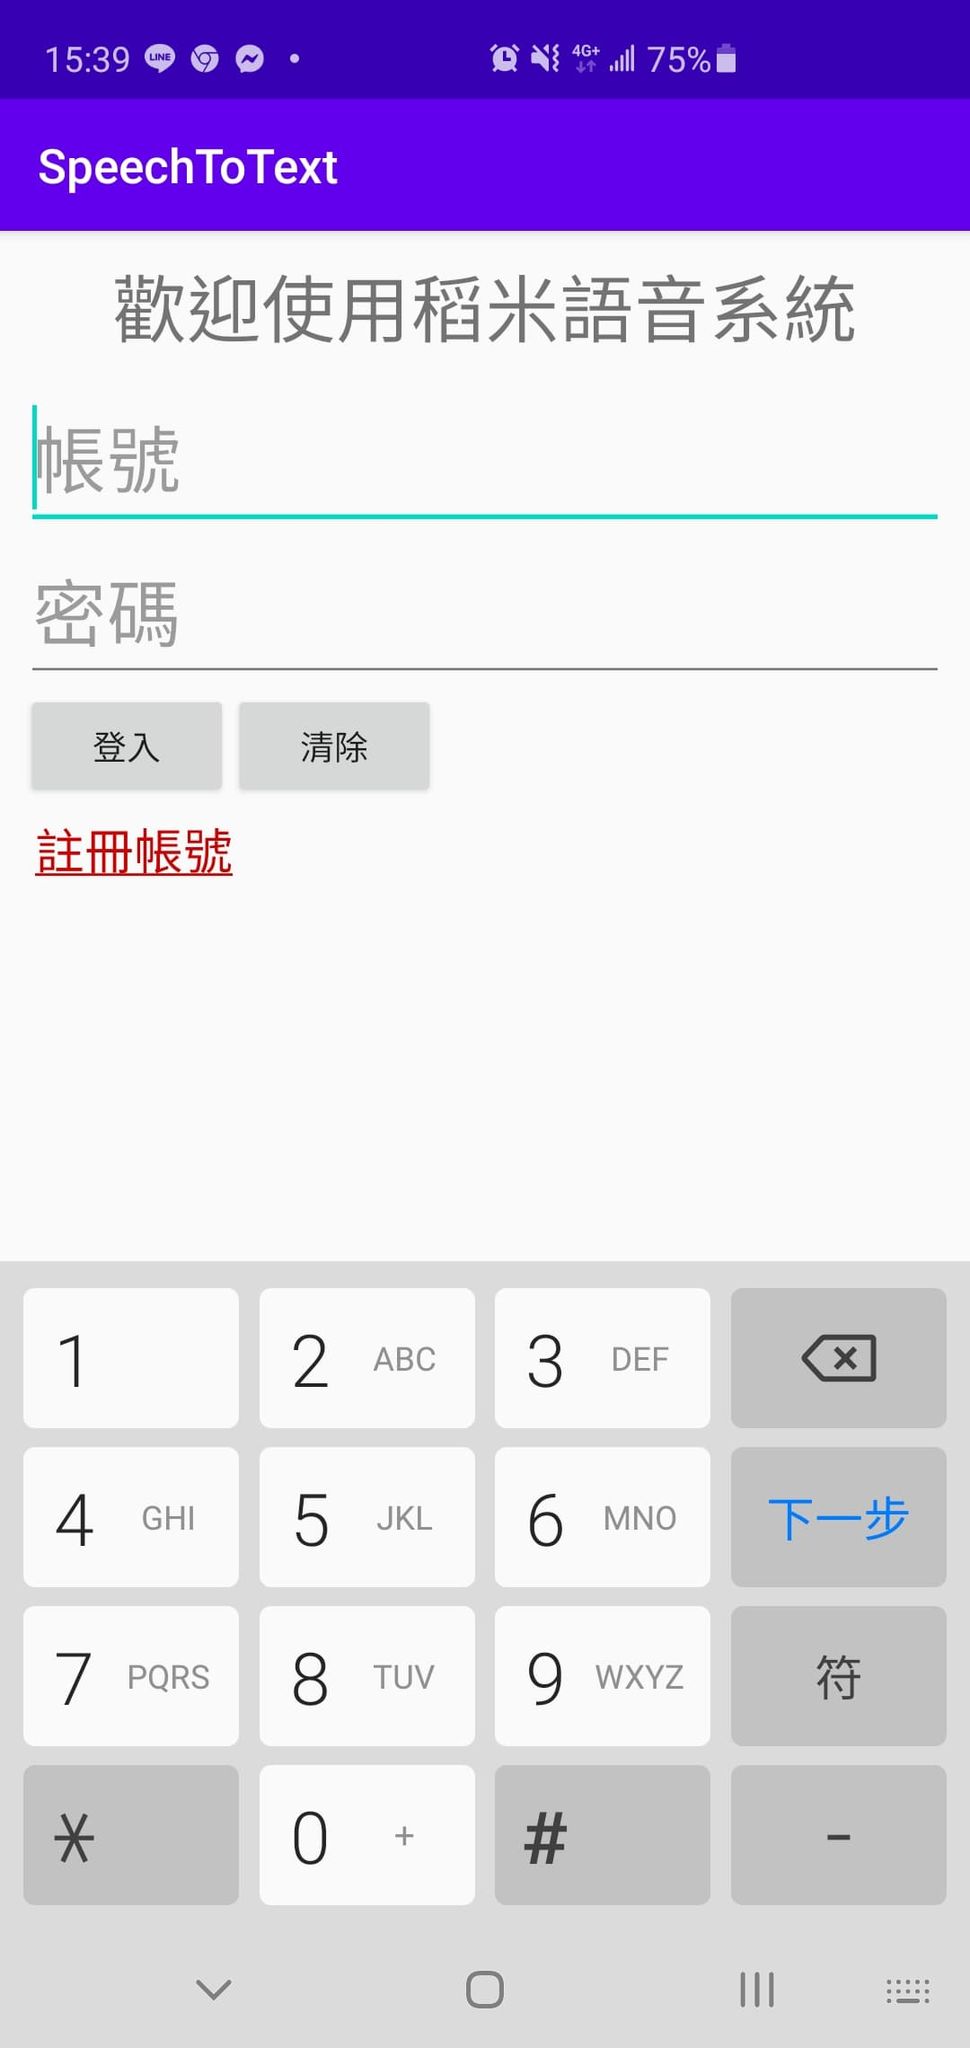 15:39 LINE 4G+ 75%
SpeechToText
歡迎使用稻米語音系統
帳號
密碼
登入 清除
註冊帳號
1 2 ABC 3 DEF
4 GHI 5 JKL 6 MNO 下一步
7 PQRS 8 TUV 9 WXYZ 符
* 0 + # -